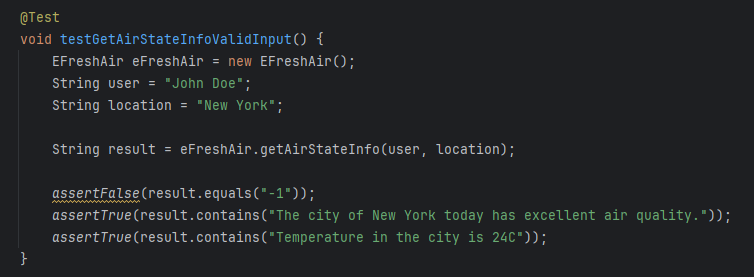 @Test
void testGetAirStateInfoValidInput() {
    EFreshAir eFreshAir = new EFreshAir();
    String user = "John Doe";
    String location = "New York";

    String result = eFreshAir.getAirStateInfo(user, location);

    assertFalse(result.equals("-1"));
    assertTrue(result.contains("The city of New York today has excellent air quality."));
    assertTrue(result.contains("Temperature in the city is 24C"));
}